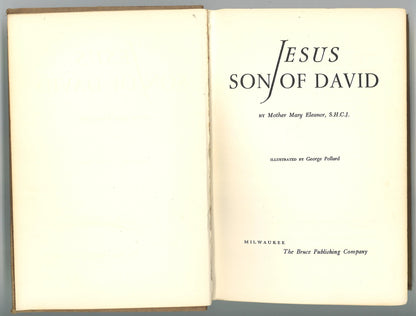 JESUS
SON OF DAVID
BY Mother Mary Eleanor, S.H.C.J.
ILLUSTRATED BY George Pollard
MILWAUKEE
The Bruce Publishing Company